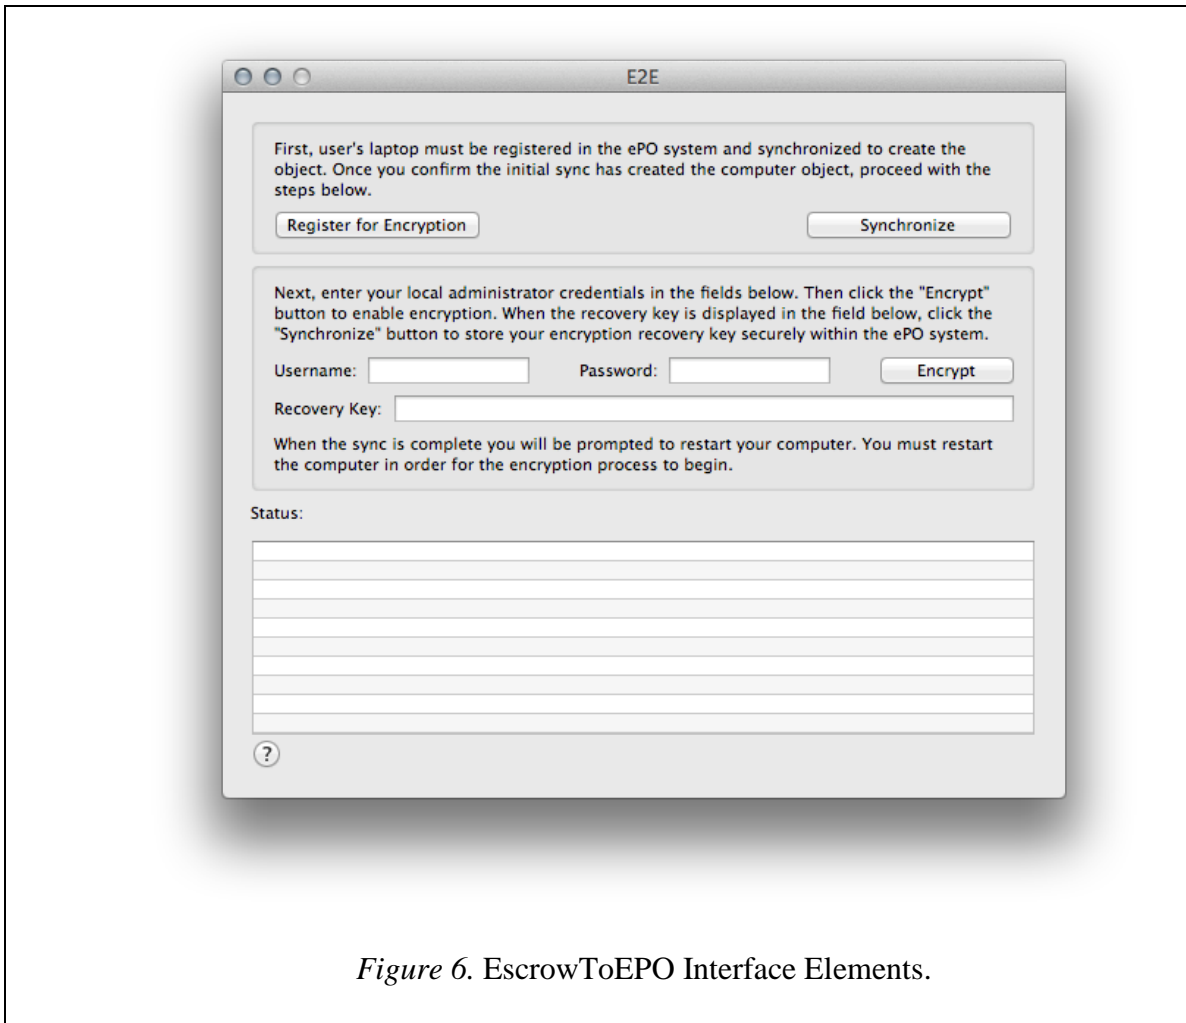 E2E
First, user's laptop must be registered in the ePO system and synchronized to create the
object. Once you confirm the initial sync has created the computer object, proceed with the
steps below.
Register for Encryption
Synchronize
Next, enter your local administrator credentials in the fields below. Then click the "Encrypt"
button to enable encryption. When the recovery key is displayed in the field below, click the
"Synchronize" button to store your encryption recovery key securely within the ePO system.
Username:
Password:
Encrypt
Recovery Key:
When the sync is complete you will be prompted to restart your computer. You must restart
the computer in order for the encryption process to begin.
Status:
?
Figure 6. EscrowToEPO Interface Elements.